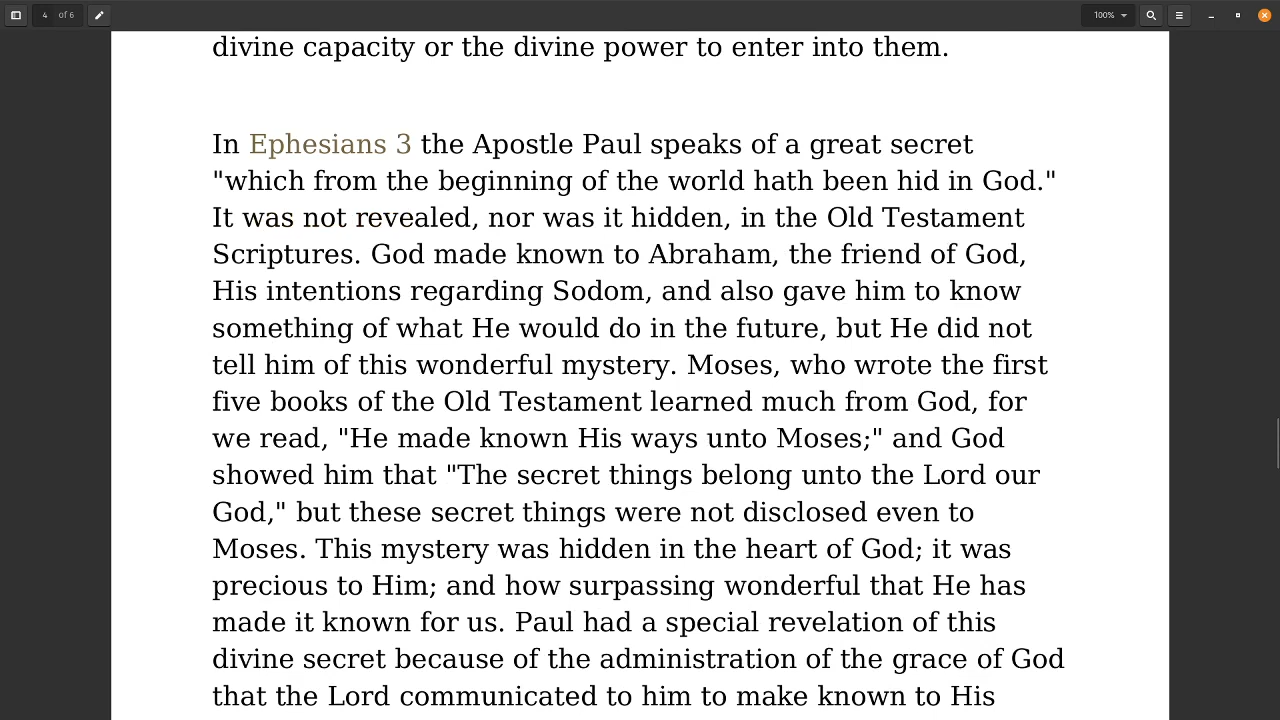 4 of 6
100%
divine capacity or the divine power to enter into them.
In Ephesians 3 the Apostle Paul speaks of a great secret
"which from the beginning of the world hath been hid in God."
It was not revealed, nor was it hidden, in the Old Testament
Scriptures. God made known to Abraham, the friend of God,
His intentions regarding Sodom, and also gave him to know
something of what He would do in the future, but He did not
tell him of this wonderful mystery. Moses, who wrote the first
five books of the Old Testament learned much from God, for
we read, "He made known His ways unto Moses;" and God
showed him that "The secret things belong unto the Lord our
God," but these secret things were not disclosed even to
Moses. This mystery was hidden in the heart of God; it was
precious to Him; and how surpassing wonderful that He has
made it known for us. Paul had a special revelation of this
divine secret because of the administration of the grace of God
that the Lord communicated to him to make known to His